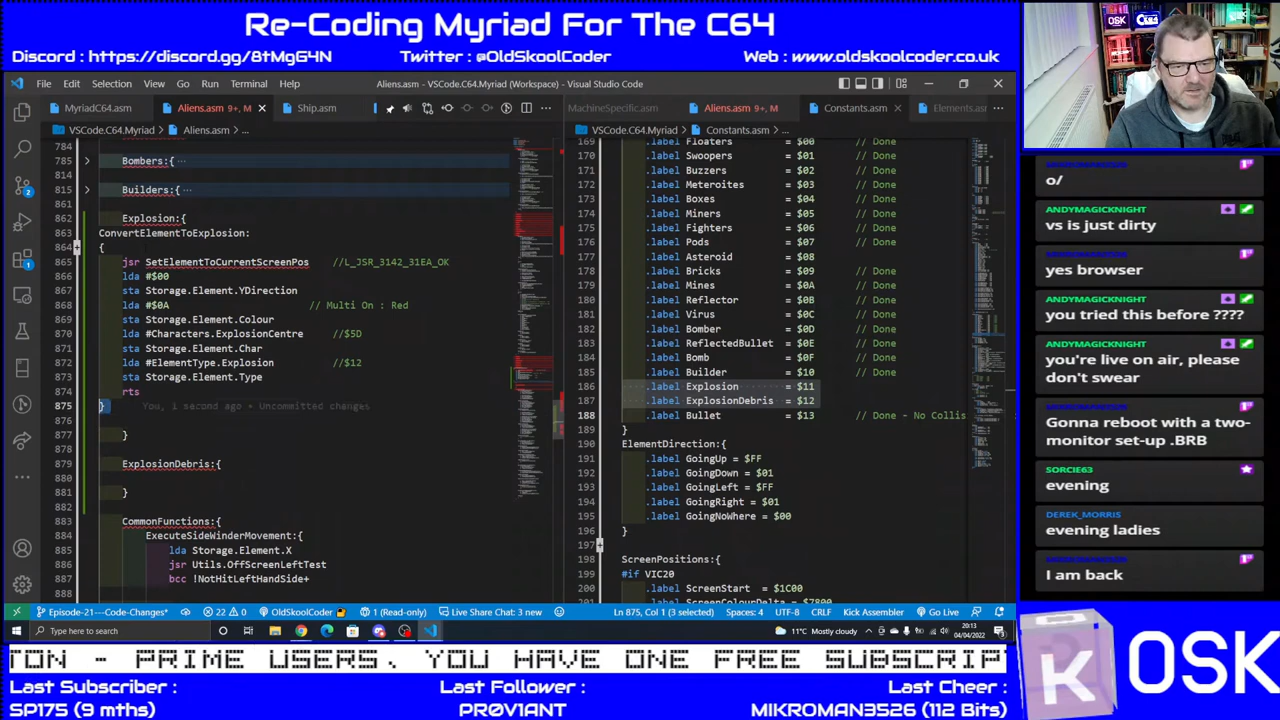 Re-Coding Myriad For The C64
Discord : https://discord.gg/8tMgG4N Twitter : @OldSkoolCoder Web : www.oldskoolcoder.co.uk
File Edit Selection View Go Run Terminal Help Aliens.asm - VSCode.C64.Myriad (Workspace) - Visual Studio Code
MyriadC64.asm Aliens.asm 9+, M Ship.asm MachineSpecific.asm Aliens.asm 9+, M Constants.asm Elements.asm
VSCode.C64.Myriad > Aliens.asm > ...
784
785 Bombers:{ ...
814
815 Builders:{ ...
861
862 Explosion:{
863 ConvertElementToExplosion:
864 {
865 jsr SetElementToCurrentScreenPos //L_JSR_3142_31EA_OK
866 lda #$00
867 sta Storage.Element.YDirection
868 lda #$0A // Multi On : Red
869 sta Storage.Element.Colour
870 lda #Characters.ExplosionCentre //$5D
871 sta Storage.Element.Char
872 lda #ElementType.Explosion //$12
873 sta Storage.Element.Type
874 rts
875 } You, 1 second ago • Uncommitted changes
876
877 }
878
879 ExplosionDebris:{
880
881 }
882
883 CommonFunctions:{
884 ExecuteSideWinderMovement:{
885 lda Storage.Element.X
886 jsr Utils.OffScreenLeftTest
887 bcc !NotHitLeftHandSide+
888
VSCode.C64.Myriad > Constants.asm > ...
169 .label Floaters = $00 // Done
170 .label Swoopers = $01 // Done
171 .label Buzzers = $02 // Done
172 .label Meteroites = $03 // Done
173 .label Boxes = $04 // Done
174 .label Miners = $05 // Done
175 .label Fighters = $06 // Done
176 .label Pods = $07 // Done
177 .label Asteroid = $08 // Done
178 .label Bricks = $09 // Done
179 .label Mines = $0A // Done
180 .label Reflector = $0B // Done
181 .label Virus = $0C // Done
182 .label Bomber = $0D // Done
183 .label ReflectedBullet = $0E // Done
184 .label Bomb = $0F // Done
185 .label Builder = $10 // Done
186 .label Explosion = $11
187 .label ExplosionDebris = $12
188 .label Bullet = $13 // Done - No Collis
189 }
190 ElementDirection:{
191 .label GoingUp = $FF
192 .label GoingDown = $01
193 .label GoingLeft = $FF
194 .label GoingRight = $01
195 .label GoingNoWhere = $00
196 }
197
198 ScreenPositions:{
199 #if VIC20
200 .label ScreenStart = $1C00
201 .label ScreenColourDelta = $7800
Episode-21---Code-Changes* 22 0 OldSkoolCoder 1 (Read-only) Live Share Chat: 3 new Ln 875, Col 1 (3 selected) Spaces: 4 UTF-8 CRLF Kick Assembler Go Live
Type here to search 11°C Mostly cloudy 20:13
04/04/2022
o/
ANDYMAGICKNIGHT
vs is just dirty
yes browser
ANDYMAGICKNIGHT
you tried this before ????
ANDYMAGICKNIGHT
you're live on air, please
don't swear
Gonna reboot with a two-
monitor set-up .BRB
SORCIE63
evening
DEREK_MORRIS
evening ladies
I am back
TON - PRIME USERS. YOU HAVE ONE FREE SUBSCRIP
K OSK
Last Subscriber : Last Follower : Last Cheer :
SP175 (9 mths) PR0V1ANT MIKROMAN3526 (112 Bits)